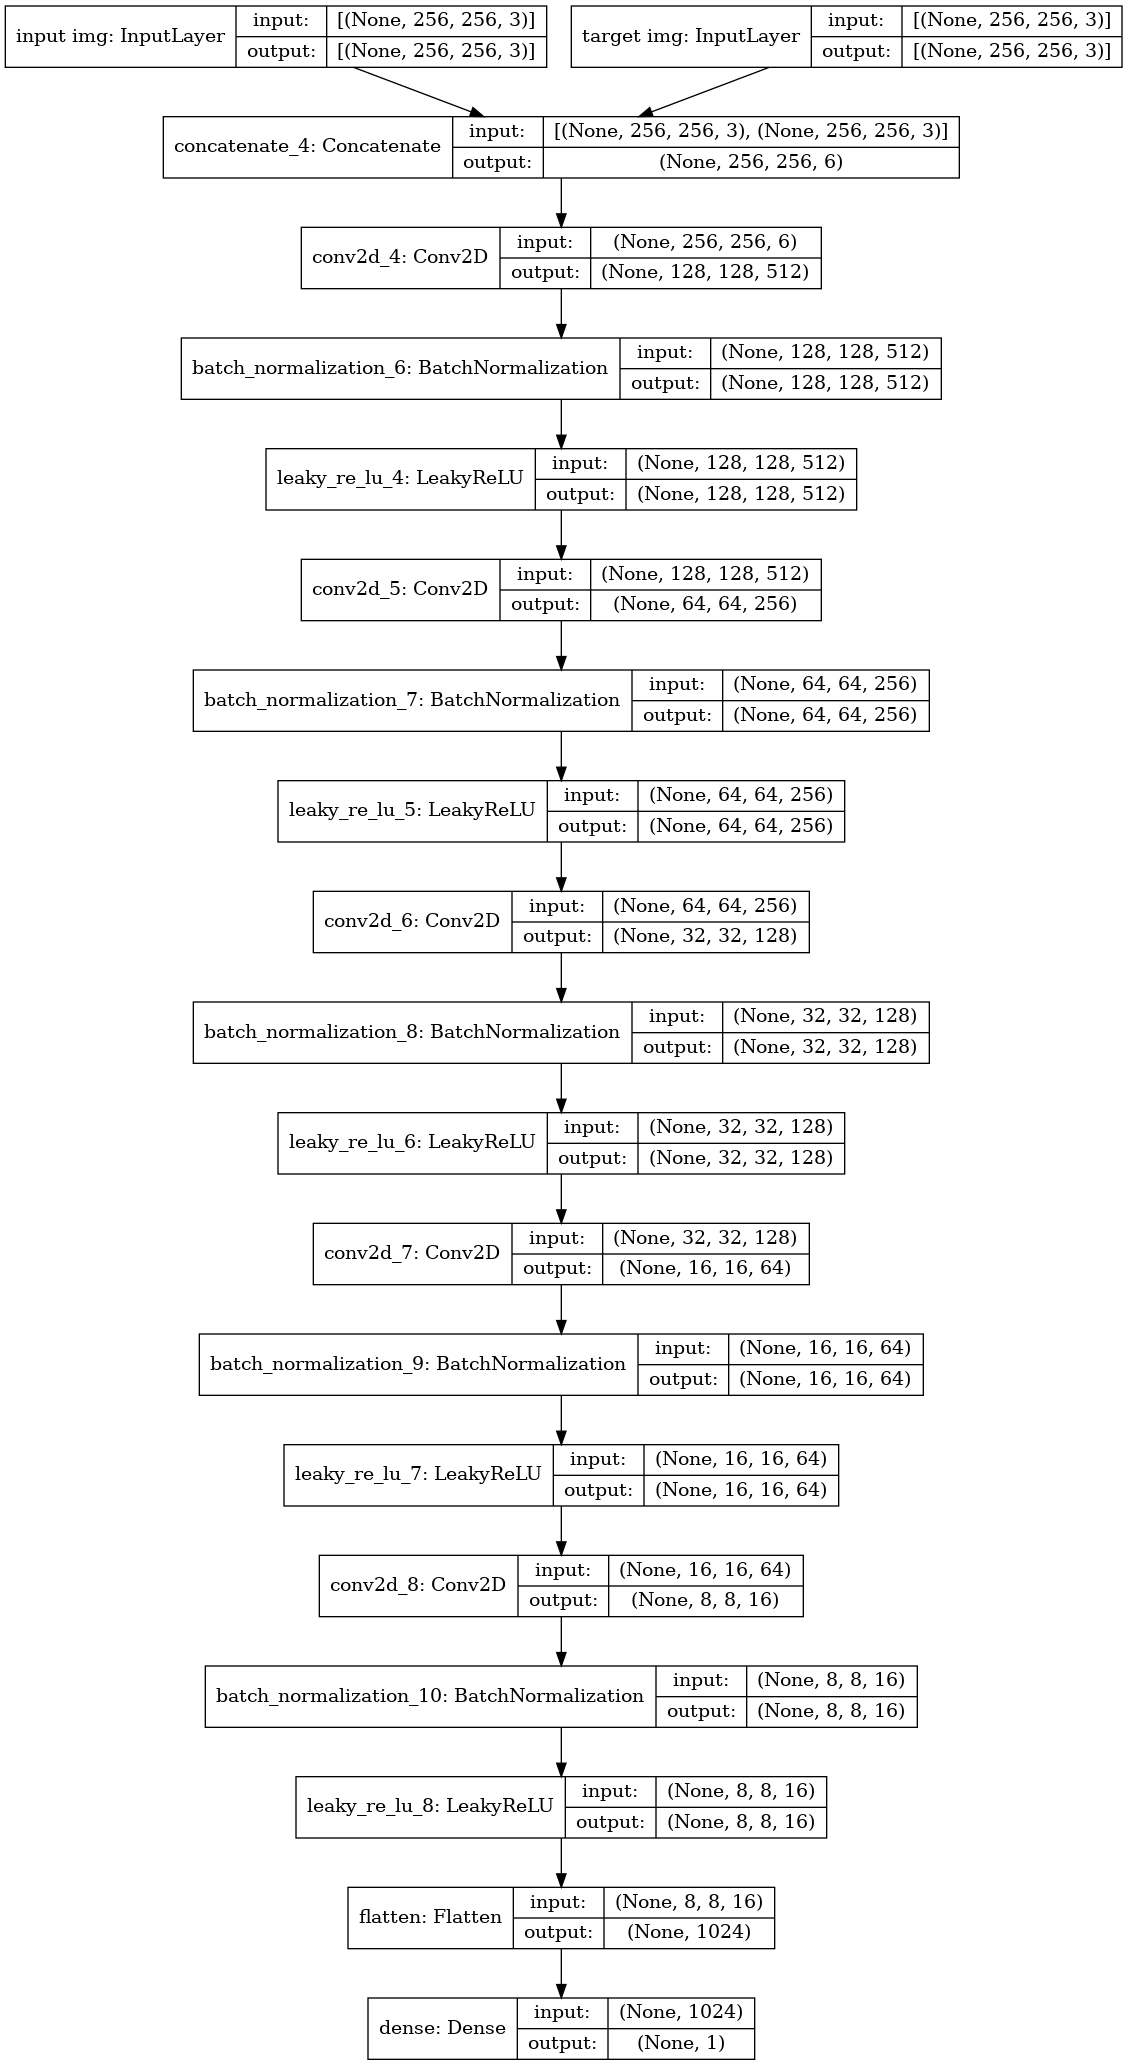 input img: InputLayer
input: [(None, 256, 256, 3)]
output: [(None, 256, 256, 3)]
target img: InputLayer
input: [(None, 256, 256, 3)]
output: [(None, 256, 256, 3)]
concatenate_4: Concatenate
input: [(None, 256, 256, 3), (None, 256, 256, 3)]
output: (None, 256, 256, 6)
conv2d_4: Conv2D
input: (None, 256, 256, 6)
output: (None, 128, 128, 512)
batch_normalization_6: BatchNormalization
input: (None, 128, 128, 512)
output: (None, 128, 128, 512)
leaky_re_lu_4: LeakyReLU
input: (None, 128, 128, 512)
output: (None, 128, 128, 512)
conv2d_5: Conv2D
input: (None, 128, 128, 512)
output: (None, 64, 64, 256)
batch_normalization_7: BatchNormalization
input: (None, 64, 64, 256)
output: (None, 64, 64, 256)
leaky_re_lu_5: LeakyReLU
input: (None, 64, 64, 256)
output: (None, 64, 64, 256)
conv2d_6: Conv2D
input: (None, 64, 64, 256)
output: (None, 32, 32, 128)
batch_normalization_8: BatchNormalization
input: (None, 32, 32, 128)
output: (None, 32, 32, 128)
leaky_re_lu_6: LeakyReLU
input: (None, 32, 32, 128)
output: (None, 32, 32, 128)
conv2d_7: Conv2D
input: (None, 32, 32, 128)
output: (None, 16, 16, 64)
batch_normalization_9: BatchNormalization
input: (None, 16, 16, 64)
output: (None, 16, 16, 64)
leaky_re_lu_7: LeakyReLU
input: (None, 16, 16, 64)
output: (None, 16, 16, 64)
conv2d_8: Conv2D
input: (None, 16, 16, 64)
output: (None, 8, 8, 16)
batch_normalization_10: BatchNormalization
input: (None, 8, 8, 16)
output: (None, 8, 8, 16)
leaky_re_lu_8: LeakyReLU
input: (None, 8, 8, 16)
output: (None, 8, 8, 16)
flatten: Flatten
input: (None, 8, 8, 16)
output: (None, 1024)
dense: Dense
input: (None, 1024)
output: (None, 1)